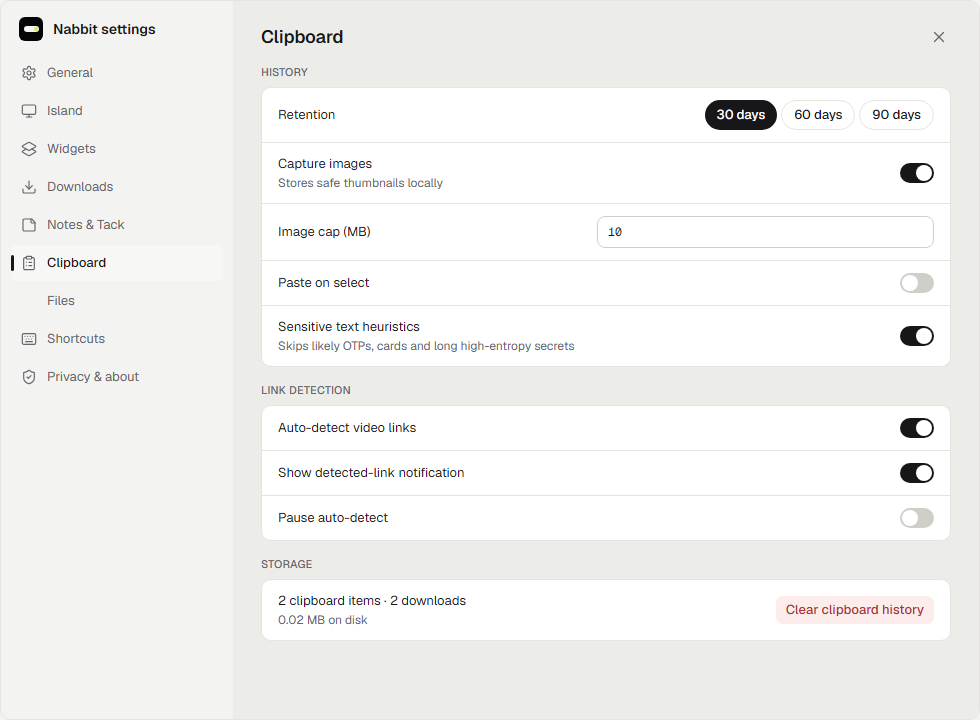 Nabbit settings
General
Island
Widgets
Downloads
Notes & Tack
Clipboard
Files
Shortcuts
Privacy & about
Clipboard
HISTORY
Retention
30 days 60 days 90 days
Capture images
Stores safe thumbnails locally
Image cap (MB)
10
Paste on select
Sensitive text heuristics
Skips likely OTPs, cards and long high-entropy secrets
LINK DETECTION
Auto-detect video links
Show detected-link notification
Pause auto-detect
STORAGE
2 clipboard items · 2 downloads
0.02 MB on disk
Clear clipboard history